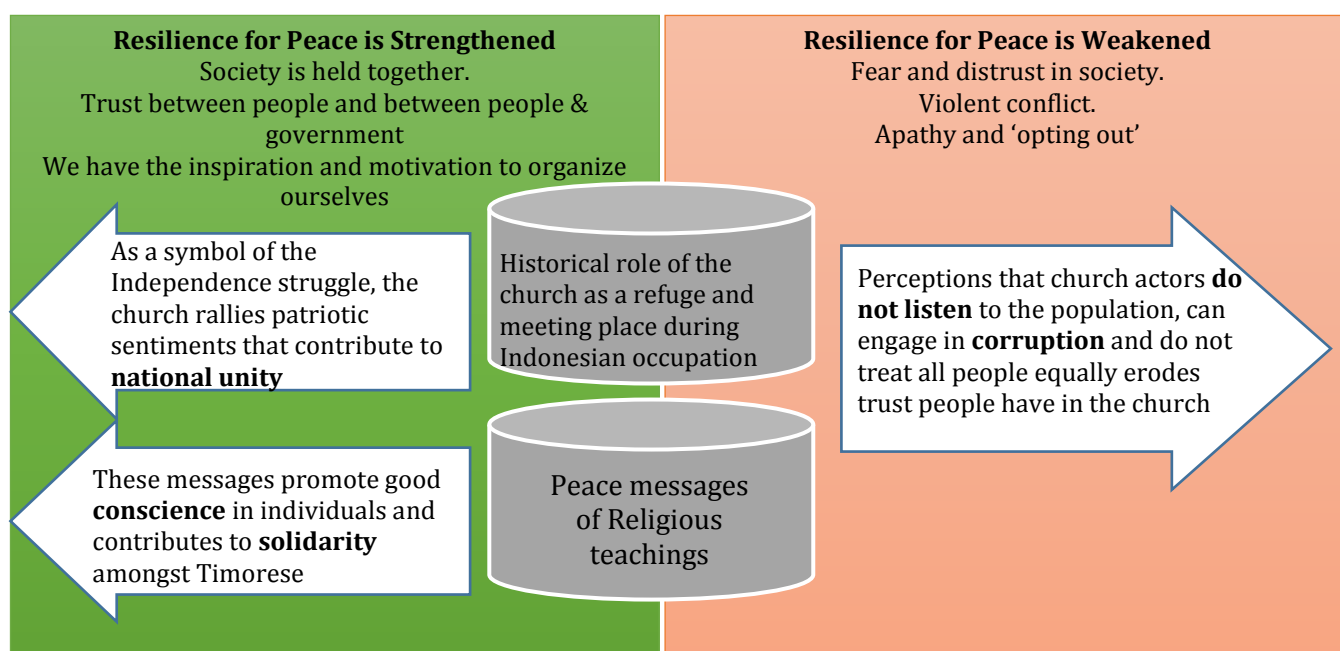 Resilience for Peace is Strengthened
Society is held together.
Trust between people and between people &
government
We have the inspiration and motivation to organize
ourselves
Resilience for Peace is Weakened
Fear and distrust in society.
Violent conflict.
Apathy and ‘opting out’
As a symbol of the
Independence struggle, the
church rallies patriotic
sentiments that contribute to
national unity
Historical role of the
church as a refuge and
meeting place during
Indonesian occupation
Perceptions that church actors do
not listen to the population, can
engage in corruption and do not
treat all people equally erodes
trust people have in the church
These messages promote good
conscience in individuals and
contributes to solidarity
amongst Timorese
Peace messages
of Religious
teachings